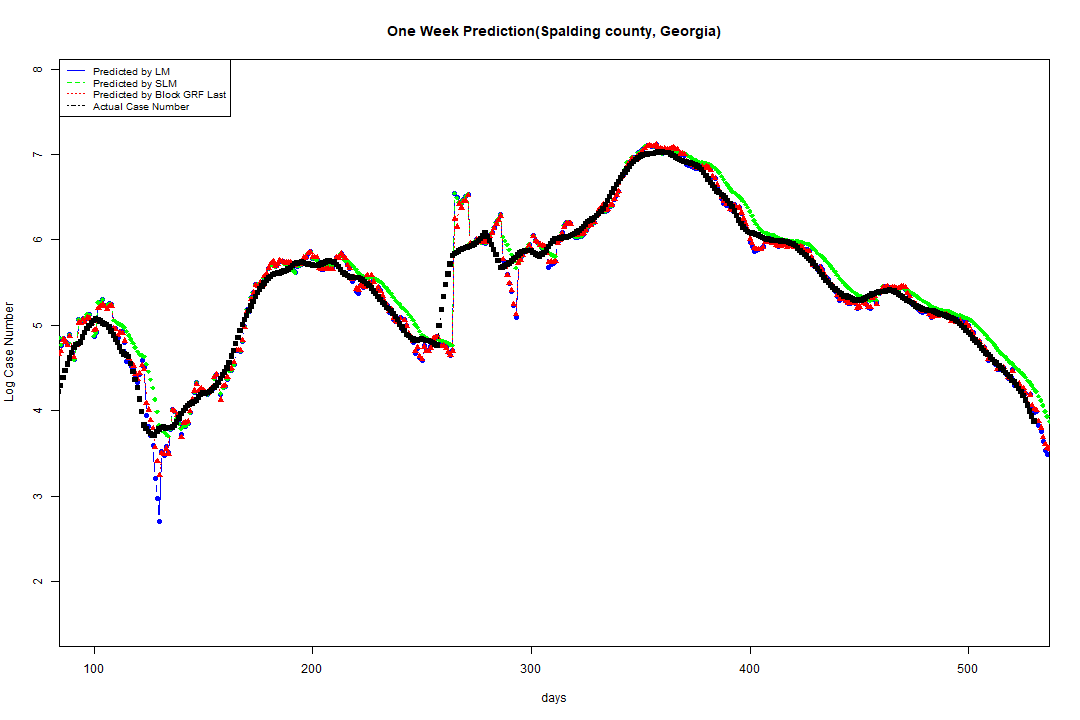 One Week Prediction(Spalding county, Georgia)
Predicted by LM
Predicted by SLM
Predicted by Block GRF Last
Actual Case Number
8
7
6
5
4
3
2
Log Case Number
100 200 300 400 500
days